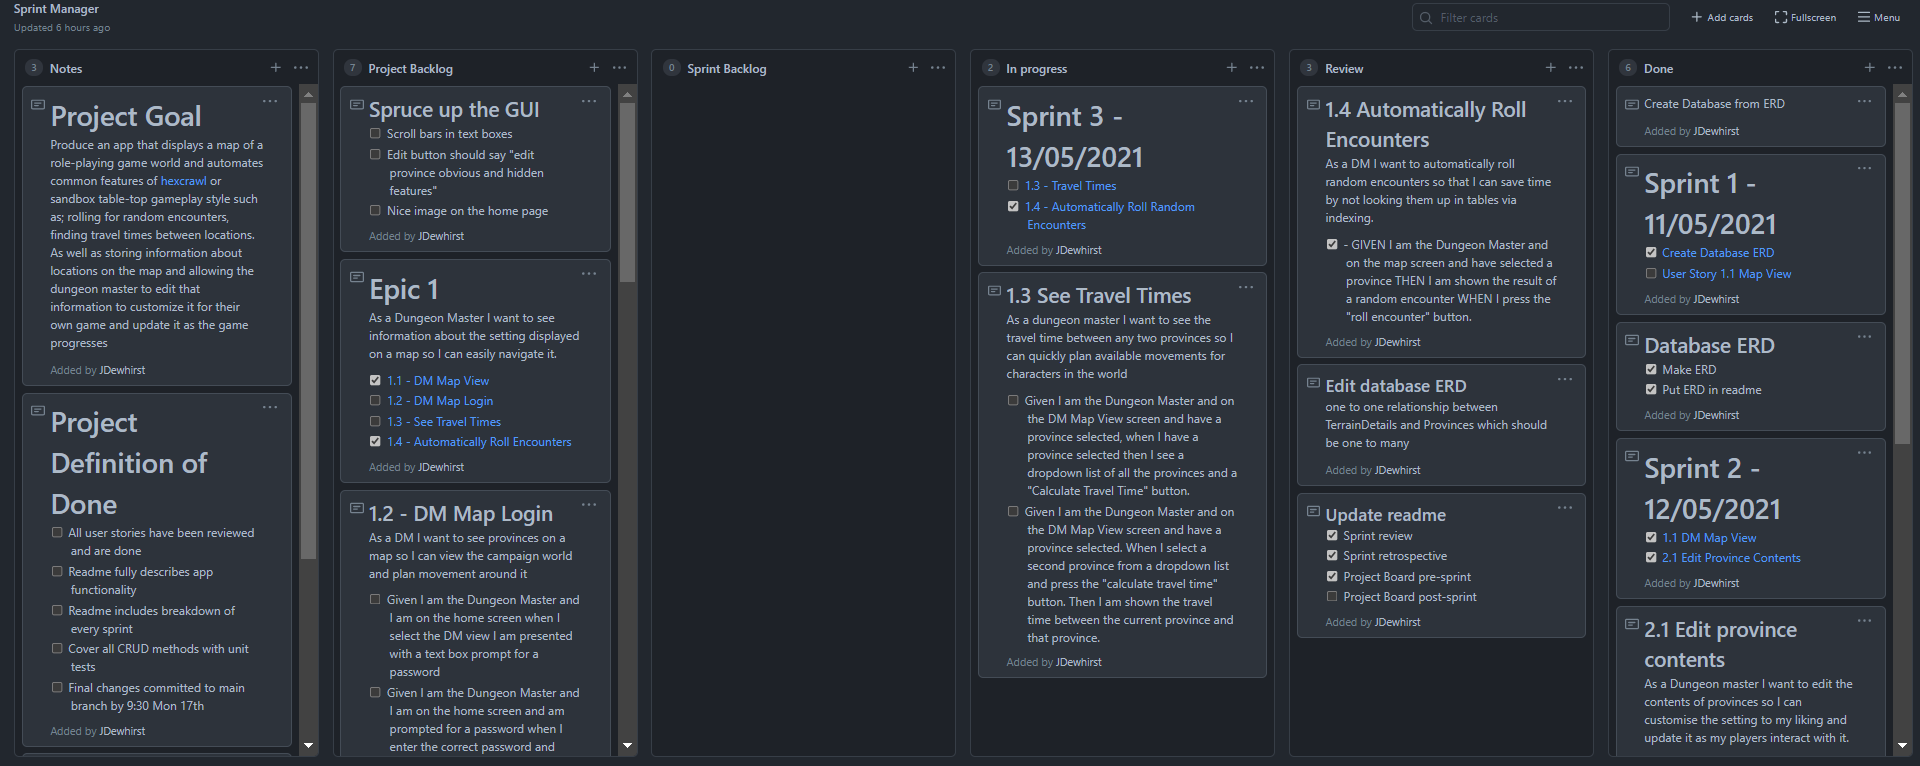 Sprint Manager
Updated 6 hours ago
Filter cards
Add cards
Fullscreen
Menu
3 Notes
Project Goal
Produce an app that displays a map of a
role-playing game world and automates
common features of hexcrawl or
sandbox table-top gameplay style such
as; rolling for random encounters,
finding travel times between locations.
As well as storing information about
locations on the map and allowing the
dungeon master to edit that
information to customize it for their
own game and update it as the game
progresses
Added by JDewhirst
Project
Definition of
Done
All user stories have been reviewed
and are done
Readme fully describes app
functionality
Readme includes breakdown of
every sprint
Cover all CRUD methods with unit
tests
Final changes committed to main
branch by 9:30 Mon 17th
Added by JDewhirst
7 Project Backlog
Spruce up the GUI
Scroll bars in text boxes
Edit button should say "edit
province obvious and hidden
features"
Nice image on the home page
Added by JDewhirst
Epic 1
As a Dungeon Master I want to see
information about the setting displayed
on a map so I can easily navigate it.
1.1 - DM Map View
1.2 - DM Map Login
1.3 - See Travel Times
1.4 - Automatically Roll Encounters
Added by JDewhirst
1.2 - DM Map Login
As a DM I want to see provinces on a
map so I can view the campaign world
and plan movement around it
Given I am the Dungeon Master and
I am on the home screen when I
select the DM view I am presented
with a text box prompt for a
password
Given I am the Dungeon Master and
I am on the home screen and am
prompted for a password when I
enter the correct password and
0 Sprint Backlog
2 In progress
Sprint 3 -
13/05/2021
1.3 - Travel Times
1.4 - Automatically Roll Random
Encounters
Added by JDewhirst
1.3 See Travel Times
As a dungeon master I want to see the
travel time between any two provinces so I
can quickly plan available movements for
characters in the world
Given I am the Dungeon Master and on
the DM Map View screen and have a
province selected, when I have a
province selected then I see a
dropdown list of all the provinces and a
"Calculate Travel Time" button.
Given I am the Dungeon Master and on
the DM Map View screen and have a
province selected. When I select a
second province from a dropdown list
and press the "calculate travel time"
button. Then I am shown the travel
time between the current province and
that province.
Added by JDewhirst
3 Review
1.4 Automatically Roll
Encounters
As a DM I want to automatically roll
random encounters so that I can save time
by not looking them up in tables via
indexing.
- GIVEN I am the Dungeon Master and
on the map screen and have selected a
province THEN I am shown the result of
a random encounter WHEN I press the
"roll encounter" button.
Added by JDewhirst
Edit database ERD
one to one relationship between
TerrainDetails and Provinces which should
be one to many
Added by JDewhirst
Update readme
Sprint review
Sprint retrospective
Project Board pre-sprint
Project Board post-sprint
Added by JDewhirst
6 Done
Create Database from ERD
Added by JDewhirst
Sprint 1 -
11/05/2021
Create Database ERD
User Story 1.1 Map View
Added by JDewhirst
Database ERD
Make ERD
Put ERD in readme
Added by JDewhirst
Sprint 2 -
12/05/2021
1.1 DM Map View
2.1 Edit Province Contents
Added by JDewhirst
2.1 Edit province
contents
As a Dungeon master I want to edit the
contents of provinces so I can
customise the setting to my liking and
update it as my players interact with it.